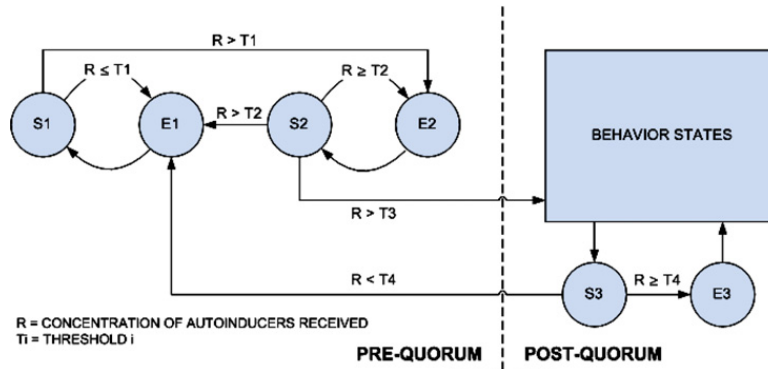 R > T1
R ≤ T1
R ≥ T2
S1
E1
R > T2
S2
E2
BEHAVIOR STATES
R > T3
R < T4
S3
R ≥ T4
E3
R = CONCENTRATION OF AUTOINDUCERS RECEIVED
Ti = THRESHOLD i
PRE-QUORUM
POST-QUORUM